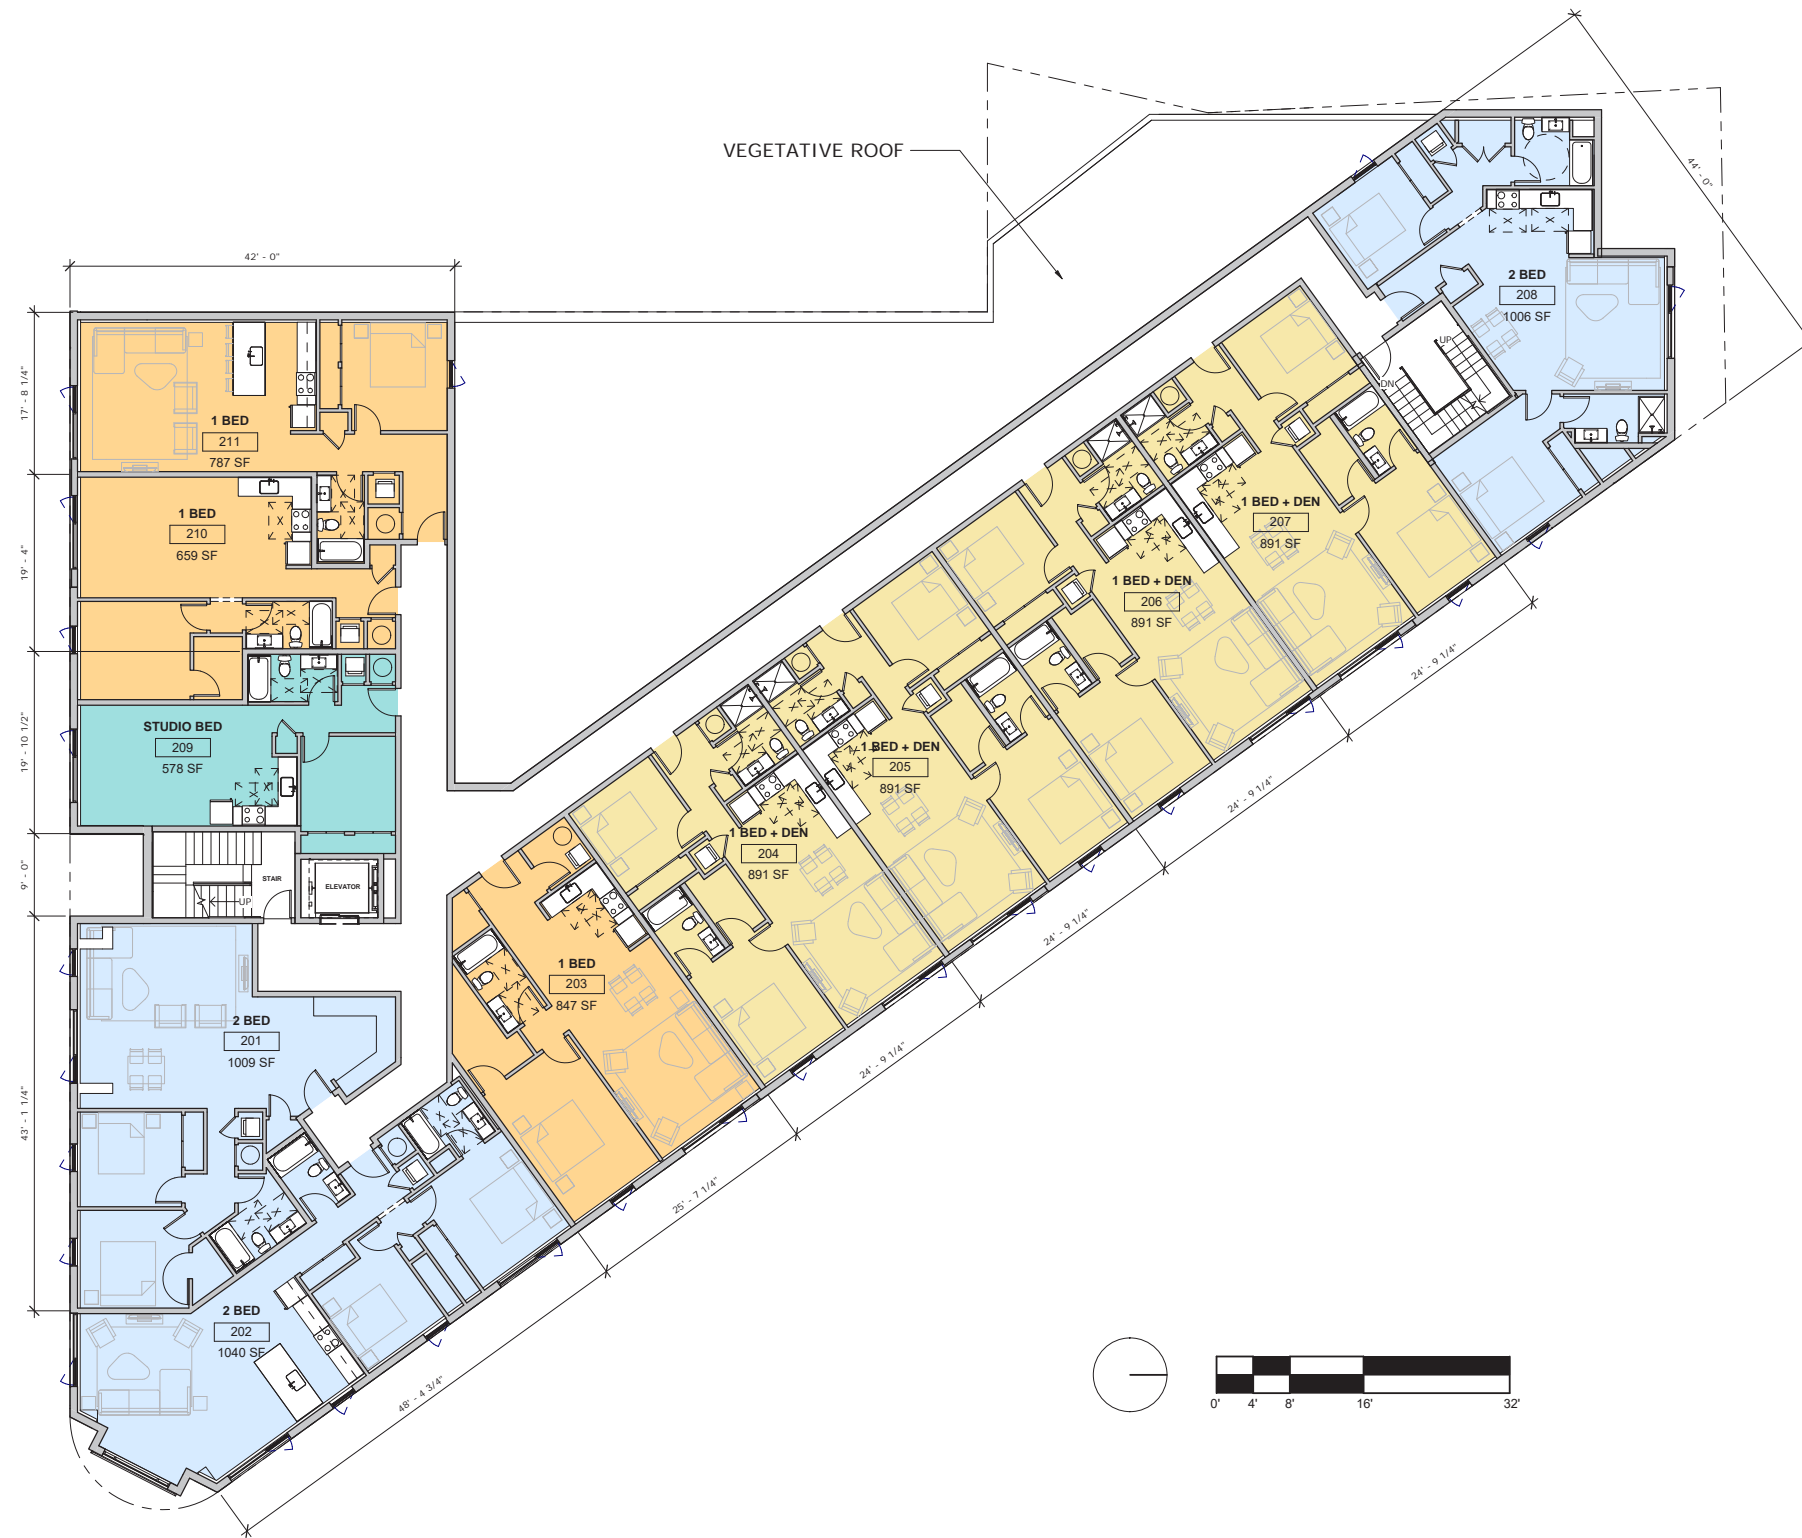 VEGETATIVE ROOF
44' - 0"
42' - 0"
17' - 8 1/4"
19' - 4"
19' - 10 1/2"
9' - 0"
43' - 1 1/4"
2 BED
208
1006 SF
UP
DN
1 BED
211
787 SF
1 BED
210
659 SF
STUDIO BED
209
578 SF
1 BED + DEN
207
891 SF
1 BED + DEN
206
891 SF
1 BED + DEN
205
891 SF
1 BED + DEN
204
891 SF
1 BED
203
847 SF
STAIR
ELEVATOR
UP
2 BED
201
1009 SF
2 BED
202
1040 SF
24' - 9 1/4"
24' - 9 1/4"
24' - 9 1/4"
24' - 9 1/4"
25' - 7 1/4"
48' - 4 3/4"
0' 4' 8' 16' 32'